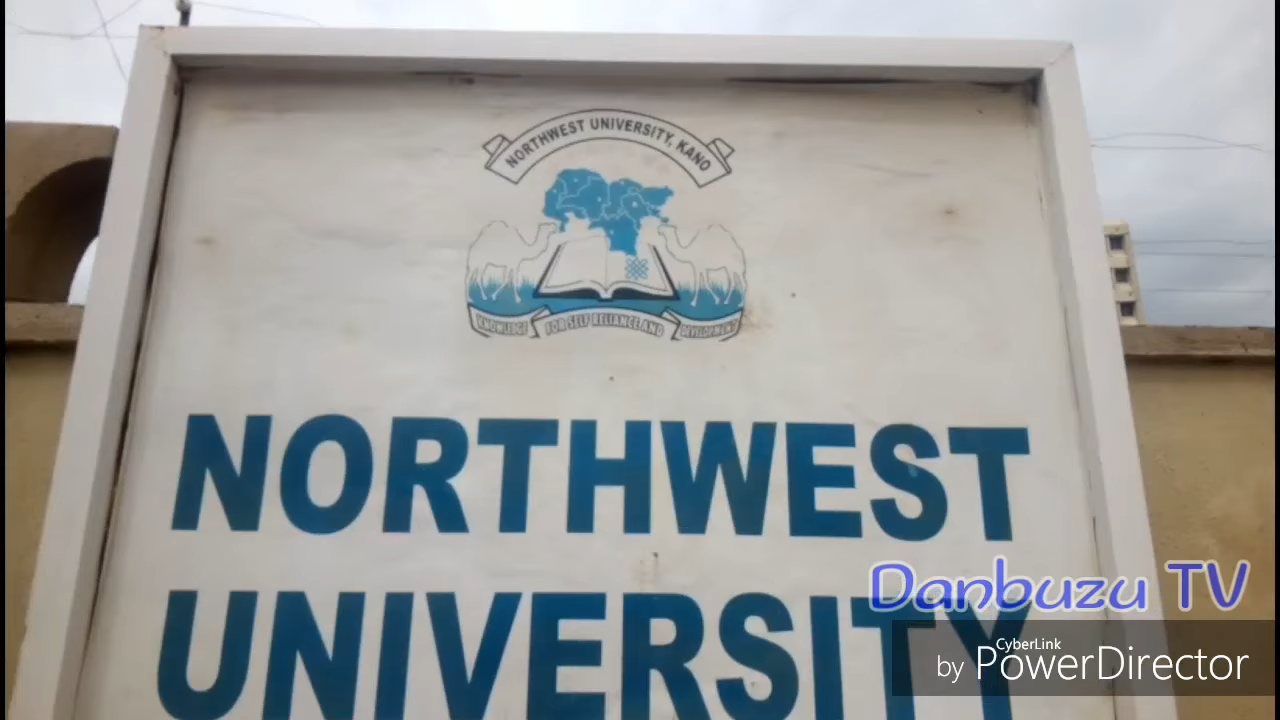 NORTHWEST UNIVERSITY, KANO
KNOWLEDGE FOR SELF RELIANCE AND DEVELOPMENT
NORTHWEST
UNIVERSITY
Danbuzu TV
CyberLink
by PowerDirector